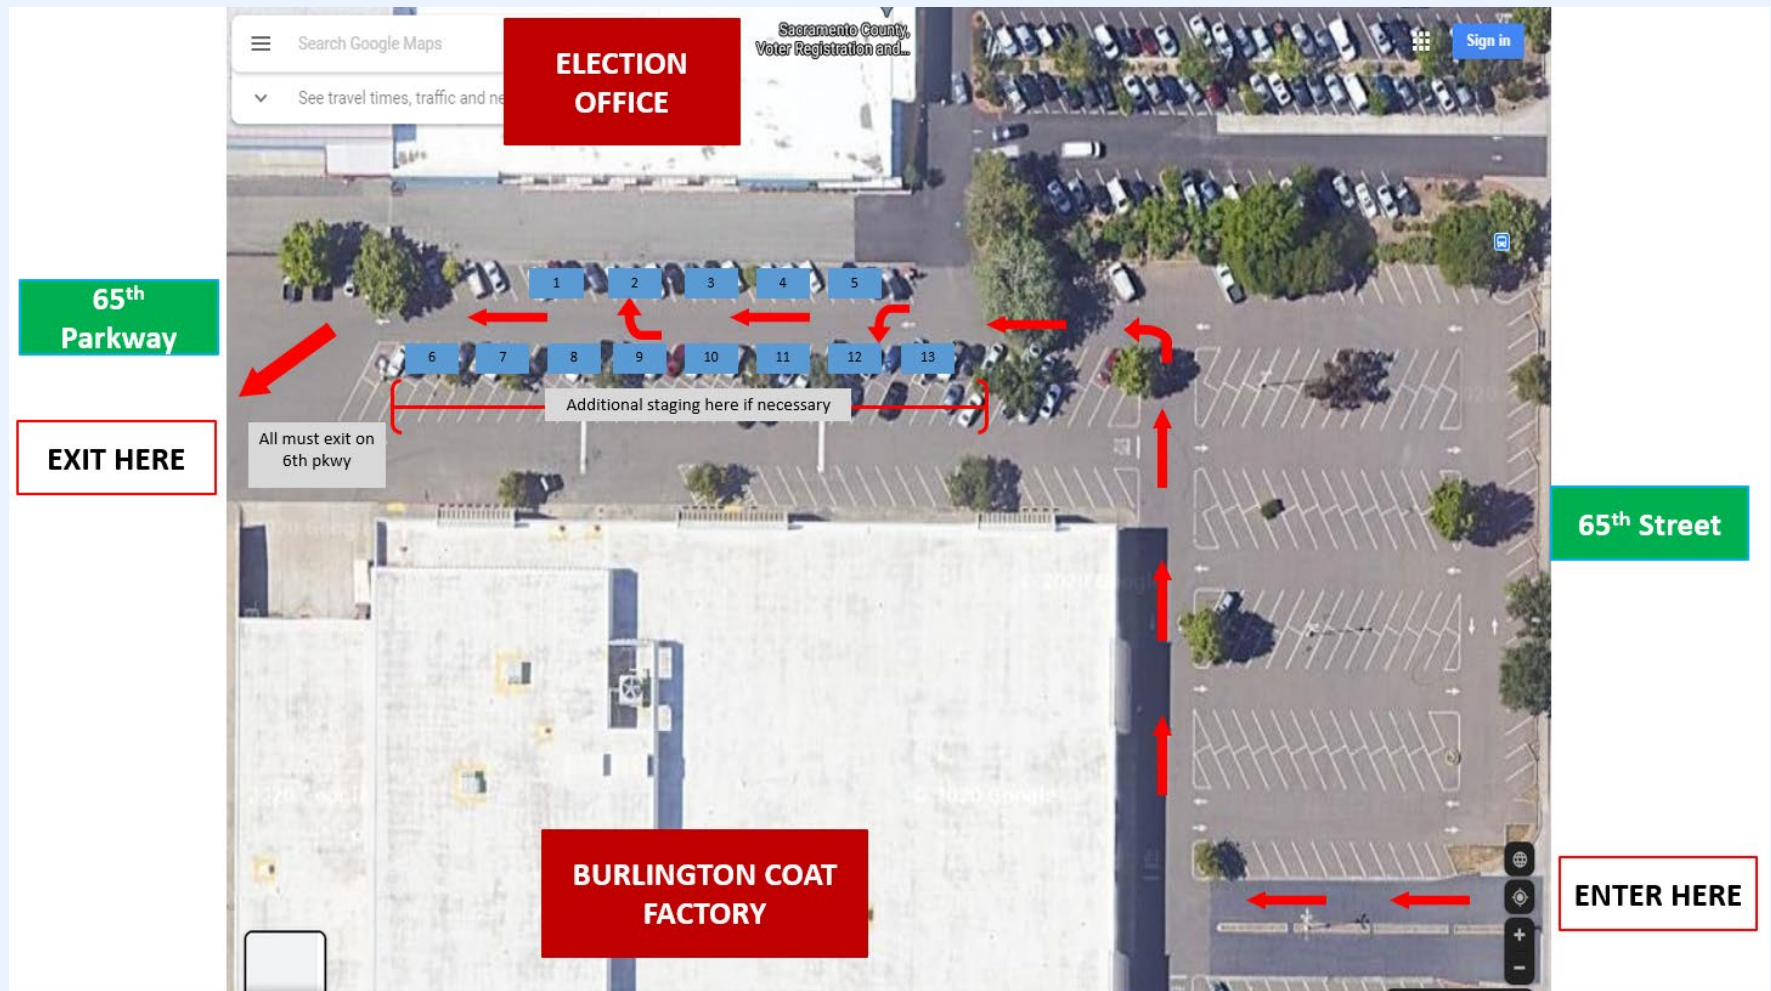 Search Google Maps
See travel times, traffic and ne
ELECTION
OFFICE
Sacramento County,
Voter Registration and...
Sign in
1
2
3
4
5
65th
Parkway
6
7
8
9
10
11
12
13
Additional staging here if necessary
All must exit on
6th pkwy
EXIT HERE
65th Street
2020 Google
BURLINGTON COAT
FACTORY
ENTER HERE